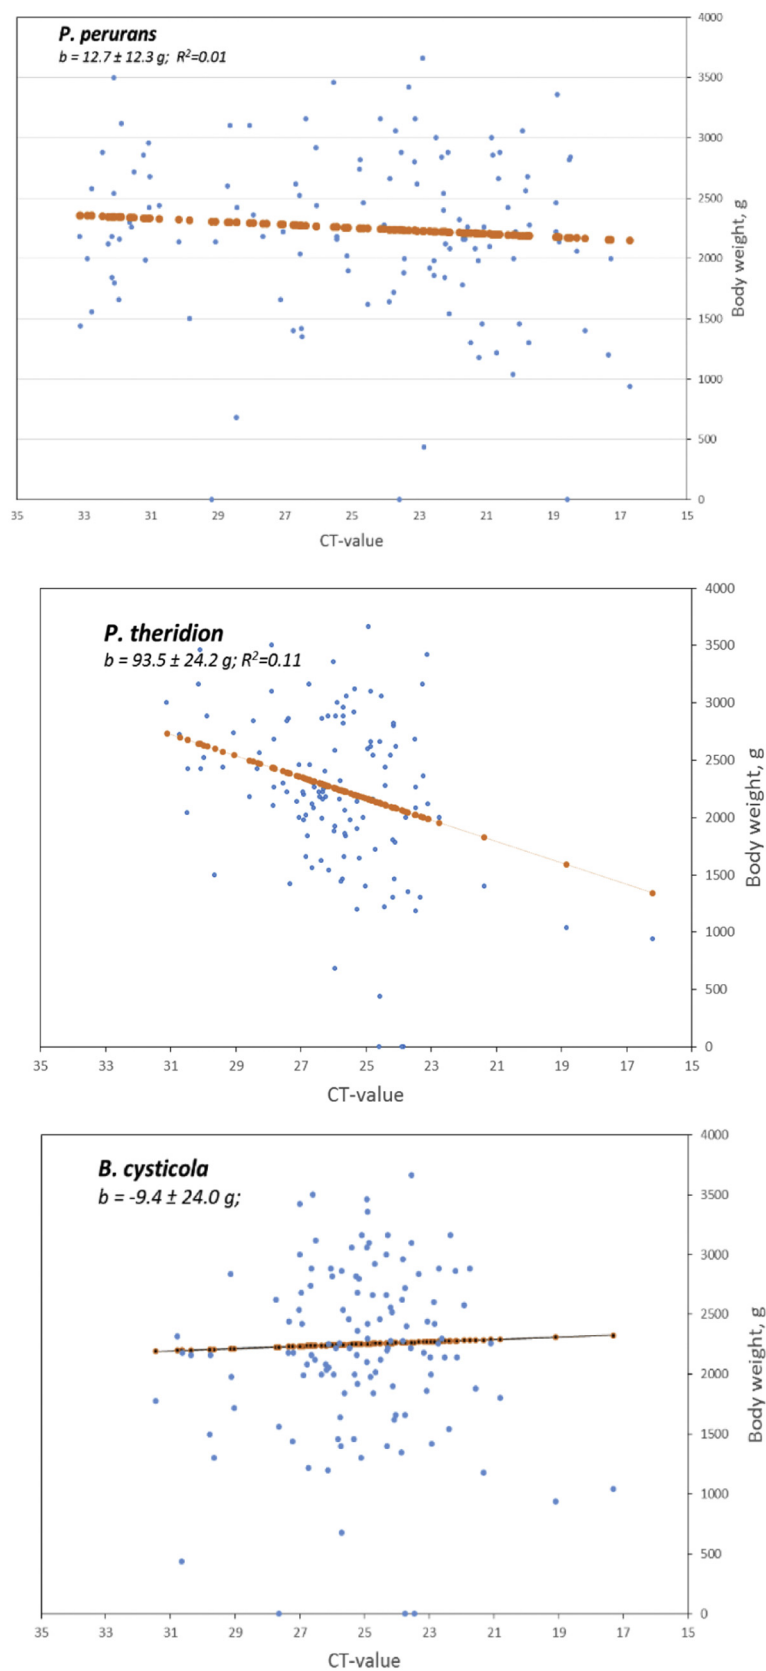 P. perurans
b = 12.7 ± 12.3 g; R²=0.01
4000
3500
3000
2500
2000
1500
1000
500
0
Body weight, g
35 33 31 29 27 25 23 21 19 17 15
CT-value
P. theridion
b = 93.5 ± 24.2 g; R²=0.11
4000
3500
3000
2500
2000
1500
1000
500
0
Body weight, g
35 33 31 29 27 25 23 21 19 17 15
CT-value
B. cysticola
b = -9.4 ± 24.0 g;
4000
3500
3000
2500
2000
1500
1000
500
0
Body weight, g
35 33 31 29 27 25 23 21 19 17 15
CT-value